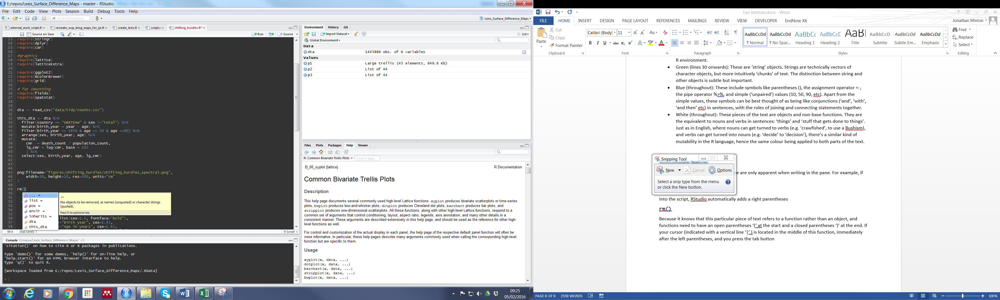 E:/repos/Lexis_Surface_Difference_Maps - master - RStudio
File Edit Code View Plots Session Build Debug Tools Help
Go to file/function
Lexis_Surface_Difference_Maps
external_mort_script.R × recreate_oup_blog_maps_for_ije.R × create_lexis.R × script.r × shifting_hurdles.R* ×
Source on Save Run Source
13 require(stringr)
14 require(dplyr)
15 require(car)
16
17 #graphics
18 require(lattice)
19 require(latticeExtra)
20
21 require(ggplot2)
22 require(RColorBrewer)
23 require(grid)
24
25 # for smoothing
26 require(fields)
27 require(spatstat)
28
29
30 dta <- read_csv("data/tidy/counts.csv")
31
32 this_dta <- dta %>%
33 filter(country == "GBRTENW" & sex !="total") %>%
34 mutate(birth_year = year - age) %>%
35 filter(birth_year >= 1850 & age >= 50 & age <=90) %>%
36 arrange(sex, birth_year, age) %>%
37 mutate(
38 cmr = death_count / population_count,
39 lg_cmr = log(cmr, base = 10)
40 ) %>%
41 select(sex, birth_year, age, lg_cmr)
42
43
44
45 png(filename="figures/shifting_hurdles/shifting_hurdles_spectral.png",
46 width=30, height=20, res=300, units="cm"
47 )
48
49 rm()
50 ... =
51 list =
52 pos =
53 envir =
54 inherits =
55 dta
56 this_dta
57
58
...
the objects to be removed, as names (unquoted) or character strings
(quoted).
Press F1 for additional help
=list(cex=1.4, fontface="bold"),
="Birth year", cex=1.4),
="Age in years", cex=1.4),
49:4 (Top Level) R Script
Console E:/repos/Lexis_Surface_Difference_Maps/
'citation()' on how to cite R or R packages in publications.
Type 'demo()' for some demos, 'help()' for on-line help, or
'help.start()' for an HTML browser interface to help.
Type 'q()' to quit R.
[Workspace loaded from E:/repos/Lexis_Surface_Difference_Maps/.RData]
>
Environment History Git
Import Dataset List
Global Environment
Data
dta 1445886 obs. of 6 variables
Values
p1 Large trellis (45 elements, 649.6 Kb)
p2 List of 44
p3 List of 44
Files Plots Packages Help Viewer
R: Common Bivariate Trellis Plots Find in Topic
B_00_xyplot {lattice} R Documentation
Common Bivariate Trellis Plots
Description
This help page documents several commonly used high-level Lattice functions. xyplot produces bivariate scatterplots or time-series
plots, bwplot produces box-and-whisker plots, dotplot produces Cleveland dot plots, barchart produces bar plots, and
stripplot produces one-dimensional scatterplots. All these functions, along with other high-level Lattice functions, respond to a
common set of arguments that control conditioning, layout, aspect ratio, legends, axis annotation, and many other details in a
consistent manner. These arguments are described extensively in this help page, and should be used as the reference for other high-
level functions as well.
For control and customization of the actual display in each panel, the help page of the respective default panel function will often be
more informative. In particular, these help pages describe many arguments commonly used when calling the corresponding high-level
function but are specific to them.
Usage
xyplot(x, data, ...)
dotplot(x, data, ...)
barchart(x, data, ...)
stripplot(x, data, ...)
bwplot(x, data, ...)
09:25
05/02/2016
Farr Institute.docx - Word
FILE HOME INSERT DESIGN PAGE LAYOUT REFERENCES MAILINGS REVIEW VIEW DEVELOPER EndNote X6
Jonathan Minton
Paste Cut Copy Format Painter
Calibri (Body) 11
AaBbCcDd AaBbCcDd AaBbCc AaBbCcD AaBl AaBbCcD AaBbCcDd AaBbCcDd
¶ Normal ¶ No Spac... Heading 1 Heading 2 Title Subtitle Subtle Em... Emphasis
Find Replace Select
Clipboard Font Paragraph Styles Editing
R environment.
• Green (lines 30 onwards): These are ‘string’ objects. Strings are technically vectors of
character objects, but more intuitively ‘chunks’ of text. The distinction between string and
other objects is subtle but important.
• Blue (throughout): These include symbols like parentheses (), the assignment operator <-,
the pipe operator %>%, and simple (‘unpaired’) values (10, 50, 90, etc). Apart from the
simple values, these symbols can be best thought of as being like conjunctions (‘and’, ‘with’,
‘and then’ etc) in sentences, with the roles of joining and connecting statements together.
• White (throughout): These pieces of the text are objects and non-base functions. They are
the equivalent to nouns and verbs in sentences: ‘things’ and ‘stuff that gets done to things’.
Just as in English, where nouns can get turned to verbs (e.g. ‘crawfished’, to use a Bushism),
and verbs can get turned into nouns (e.g. ‘decide’ to ‘decision’), there’s a similar kind of
mutability in the R language, hence the same colour being applied to both parts of the text.
Snipping Tool
New Cancel Options
Select a snip type from the menu
or click the New button.
e are only apparent when writing in the pane. For example, if
Into the script, RStudio automatically adds a right parentheses
rm()
Because it knows that this particular piece of text refers to a function rather than an object, and
functions need to have an open parentheses ‘(‘ at the start and a closed parentheses ‘)’ at the end. If
your cursor (indicated with a vertical line ‘|’ ) is located in the middle of this function, immediately
after the left parentheses, and you press the tab button
PAGE 8 OF 9 2559 WORDS 100%